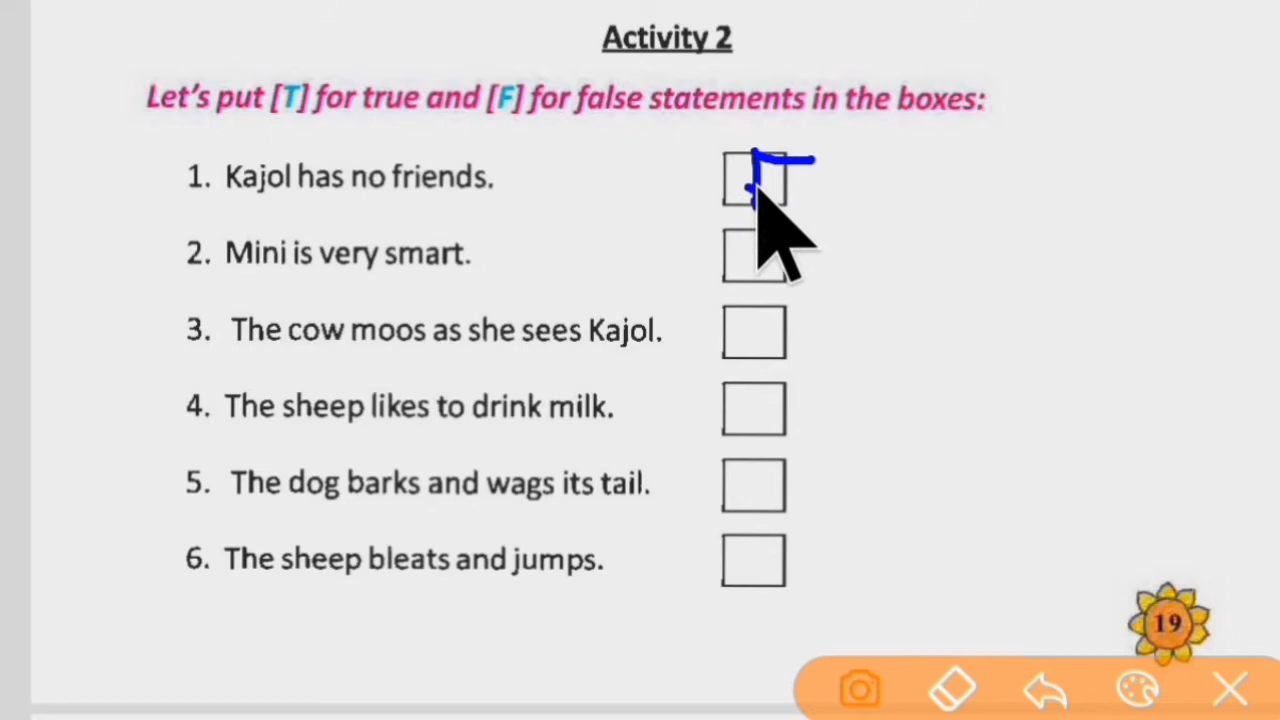 Activity 2
Let's put [T] for true and [F] for false statements in the boxes:
1. Kajol has no friends.
2. Mini is very smart.
3. The cow moos as she sees Kajol.
4. The sheep likes to drink milk.
5. The dog barks and wags its tail.
6. The sheep bleats and jumps.
19